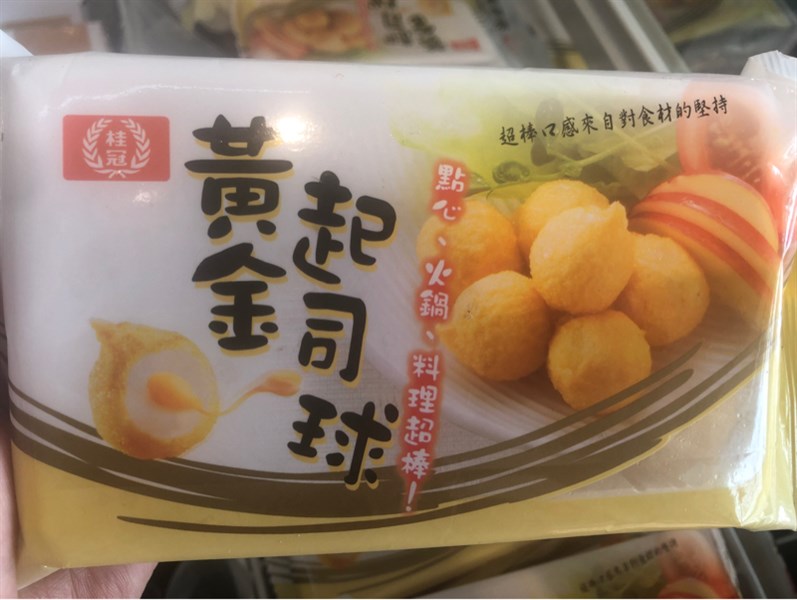 桂冠
黃金
起司球
點心、火鍋、料理超棒！
超棒口感來自對食材的堅持